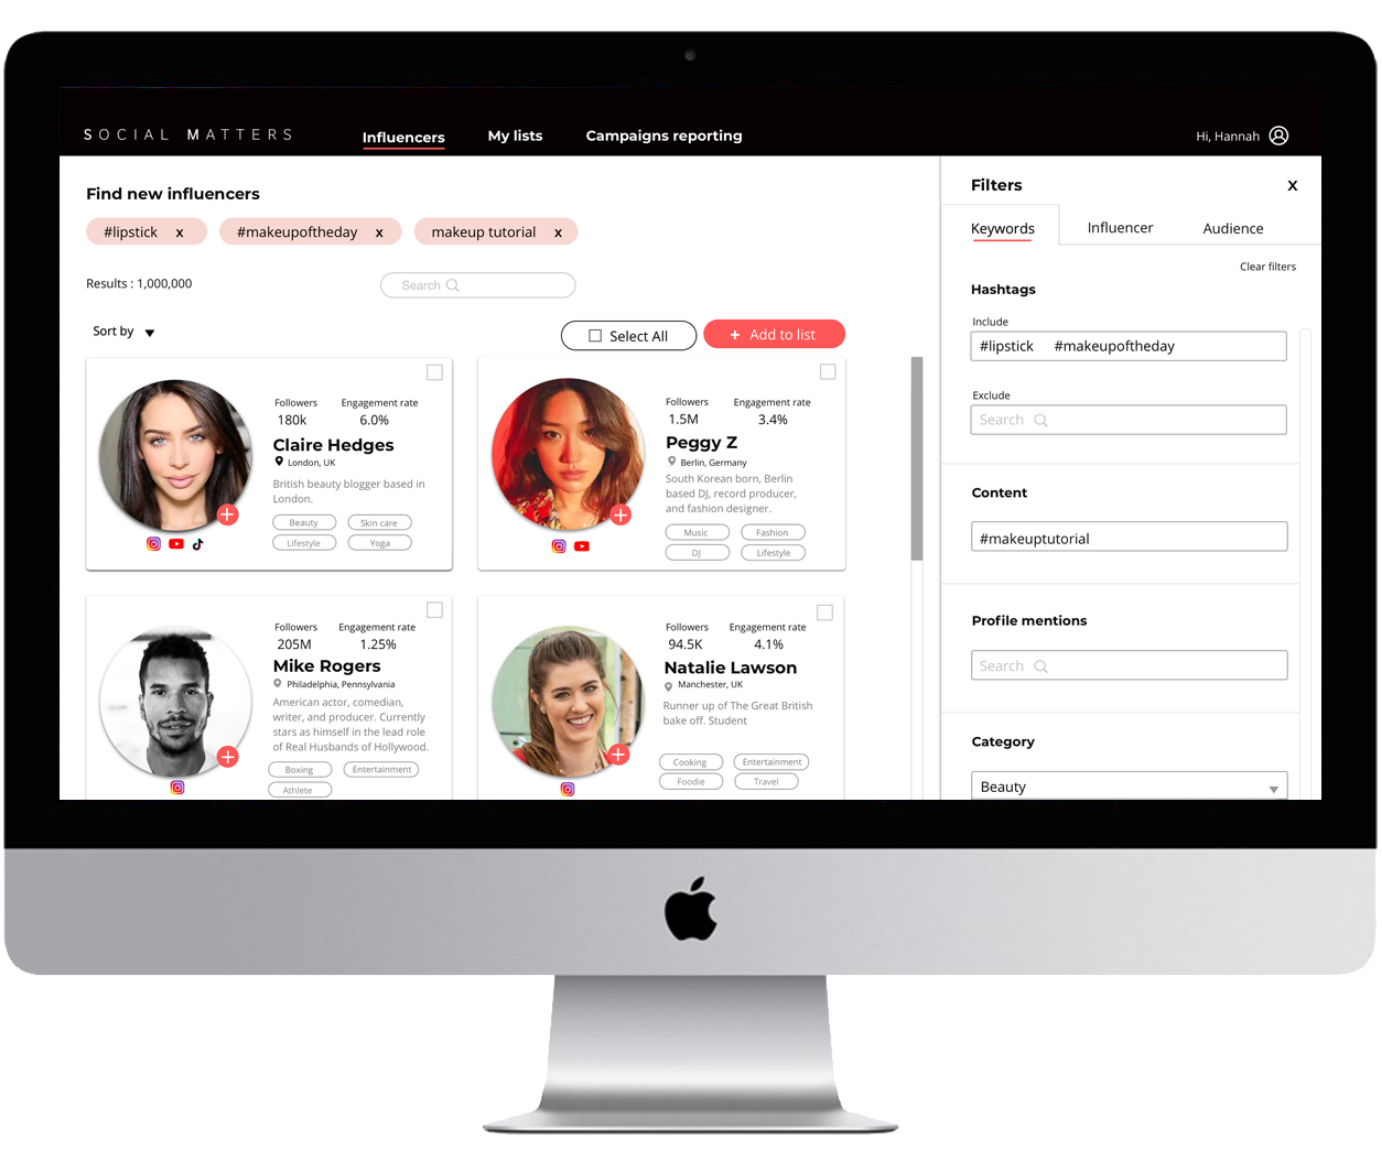 SOCIAL MATTERS
Influencers
My lists
Campaigns reporting
Hi, Hannah
Find new influencers
#lipstick x
#makeupoftheday x
makeup tutorial x
Results : 1,000,000
Search
Sort by
Select All
+ Add to list
Followers Engagement rate
180k 6.0%
Claire Hedges
London, UK
British beauty blogger based in
London.
Beauty Skin care
Lifestyle Yoga
Followers Engagement rate
1.5M 3.4%
Peggy Z
Berlin, Germany
South Korean born, Berlin
based DJ, record producer,
and fashion designer.
Music Fashion
DJ Lifestyle
Followers Engagement rate
205M 1.25%
Mike Rogers
Philadelphia, Pennsylvania
American actor, comedian,
writer, and producer. Currently
stars as himself in the lead role
of Real Husbands of Hollywood.
Boxing Entertainment
Athlete
Followers Engagement rate
94.5K 4.1%
Natalie Lawson
Manchester, UK
Runner up of The Great British
bake off. Student
Cooking Entertainment
Foodie Travel
Filters X
Keywords Influencer Audience
Clear filters
Hashtags
Include
#lipstick #makeupoftheday
Exclude
Search
Content
#makeuptutorial
Profile mentions
Search
Category
Beauty